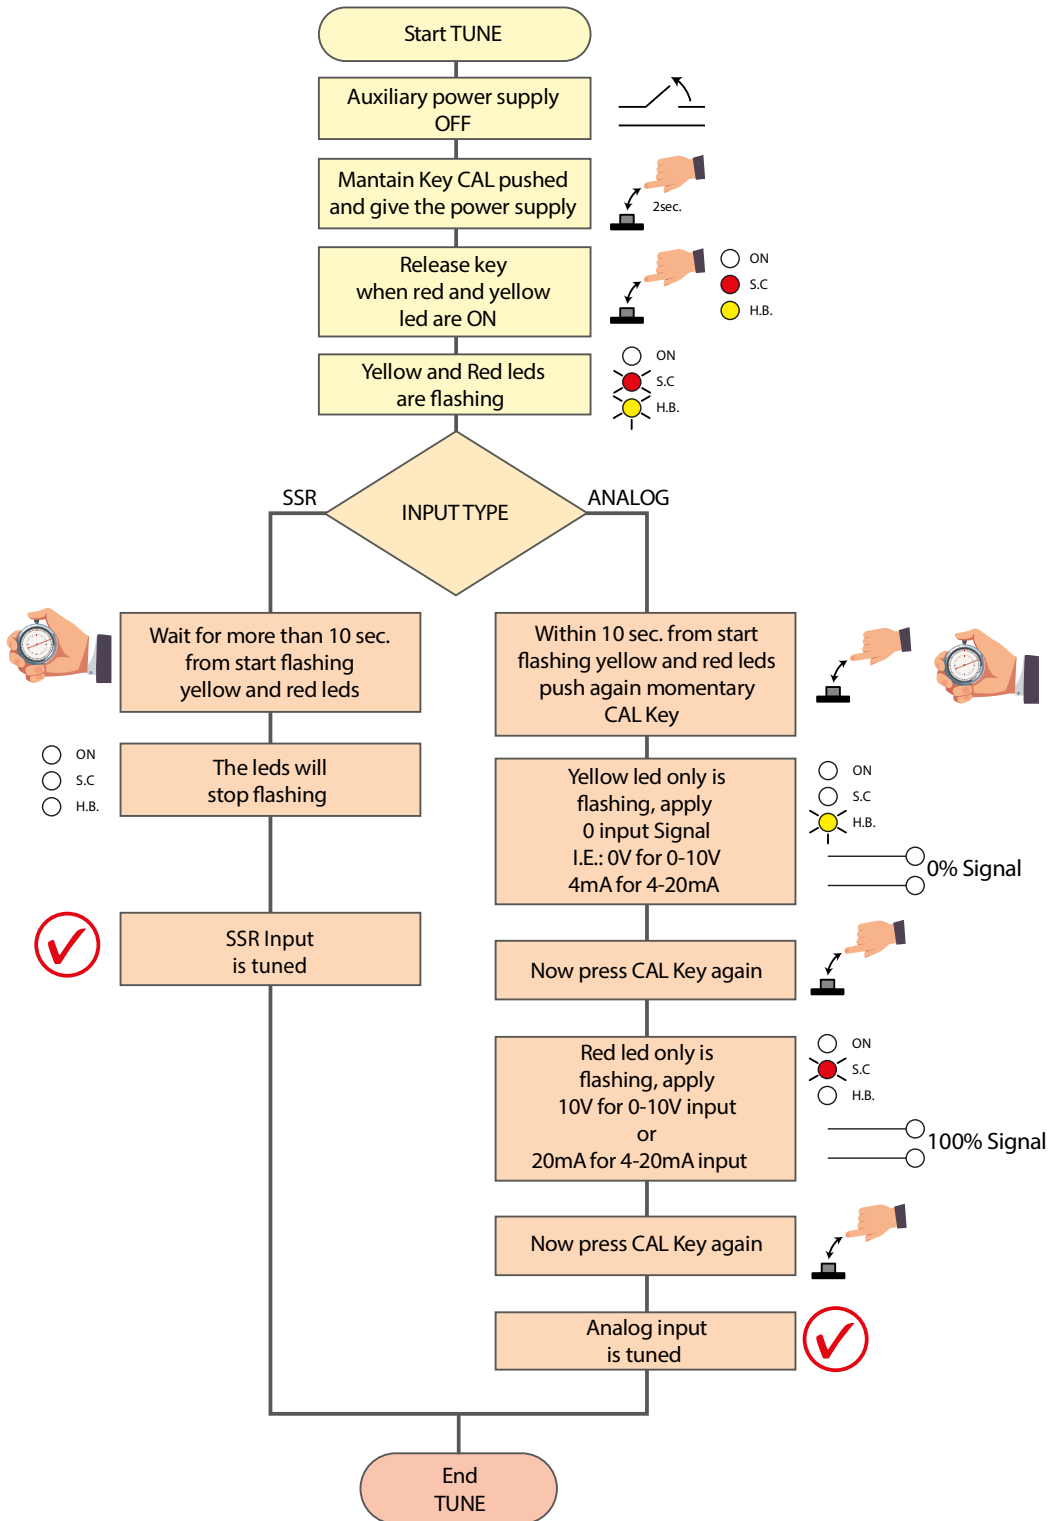 Start TUNE
Auxiliary power supply
OFF
Mantain Key CAL pushed
and give the power supply
2sec.
Release key
when red and yellow
led are ON
ON
S.C
H.B.
Yellow and Red leds
are flashing
ON
S.C
H.B.
SSR
INPUT TYPE
ANALOG
Wait for more than 10 sec.
from start flashing
yellow and red leds
ON
S.C
H.B.
The leds will
stop flashing
SSR Input
is tuned
Within 10 sec. from start
flashing yellow and red leds
push again momentary
CAL Key
Yellow led only is
flashing, apply
0 input Signal
I.E.: 0V for 0-10V
4mA for 4-20mA
ON
S.C
H.B.
0% Signal
Now press CAL Key again
Red led only is
flashing, apply
10V for 0-10V input
or
20mA for 4-20mA input
ON
S.C
H.B.
100% Signal
Now press CAL Key again
Analog input
is tuned
End
TUNE